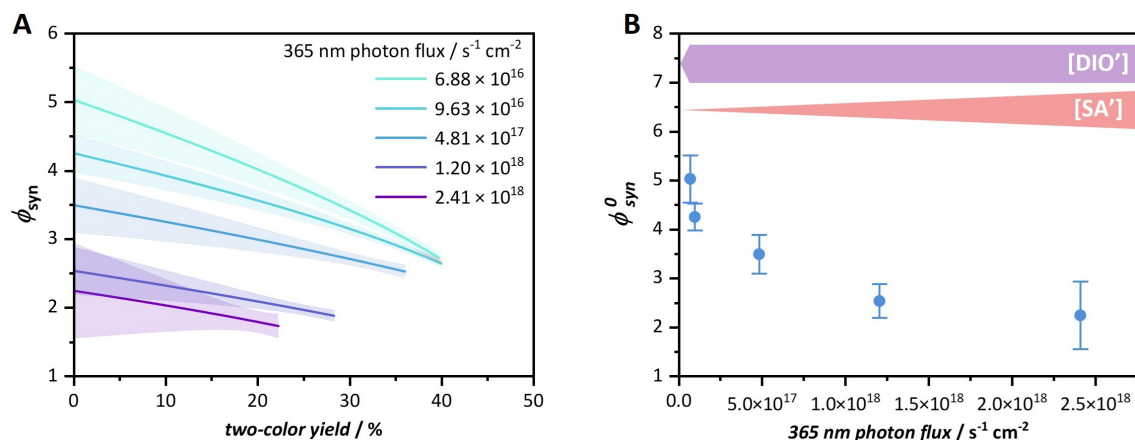 A
365 nm photon flux / s⁻¹ cm⁻²
6.88 × 10¹⁶
9.63 × 10¹⁶
4.81 × 10¹⁷
1.20 × 10¹⁸
2.41 × 10¹⁸
ϕsyn
6
5
4
3
2
1
0 10 20 30 40 50
two-color yield / %
B
[DIO']
[SA']
ϕ⁰syn
8
7
6
5
4
3
2
1
0.0 5.0×10¹⁷ 1.0×10¹⁸ 1.5×10¹⁸ 2.0×10¹⁸ 2.5×10¹⁸
365 nm photon flux / s⁻¹ cm⁻²